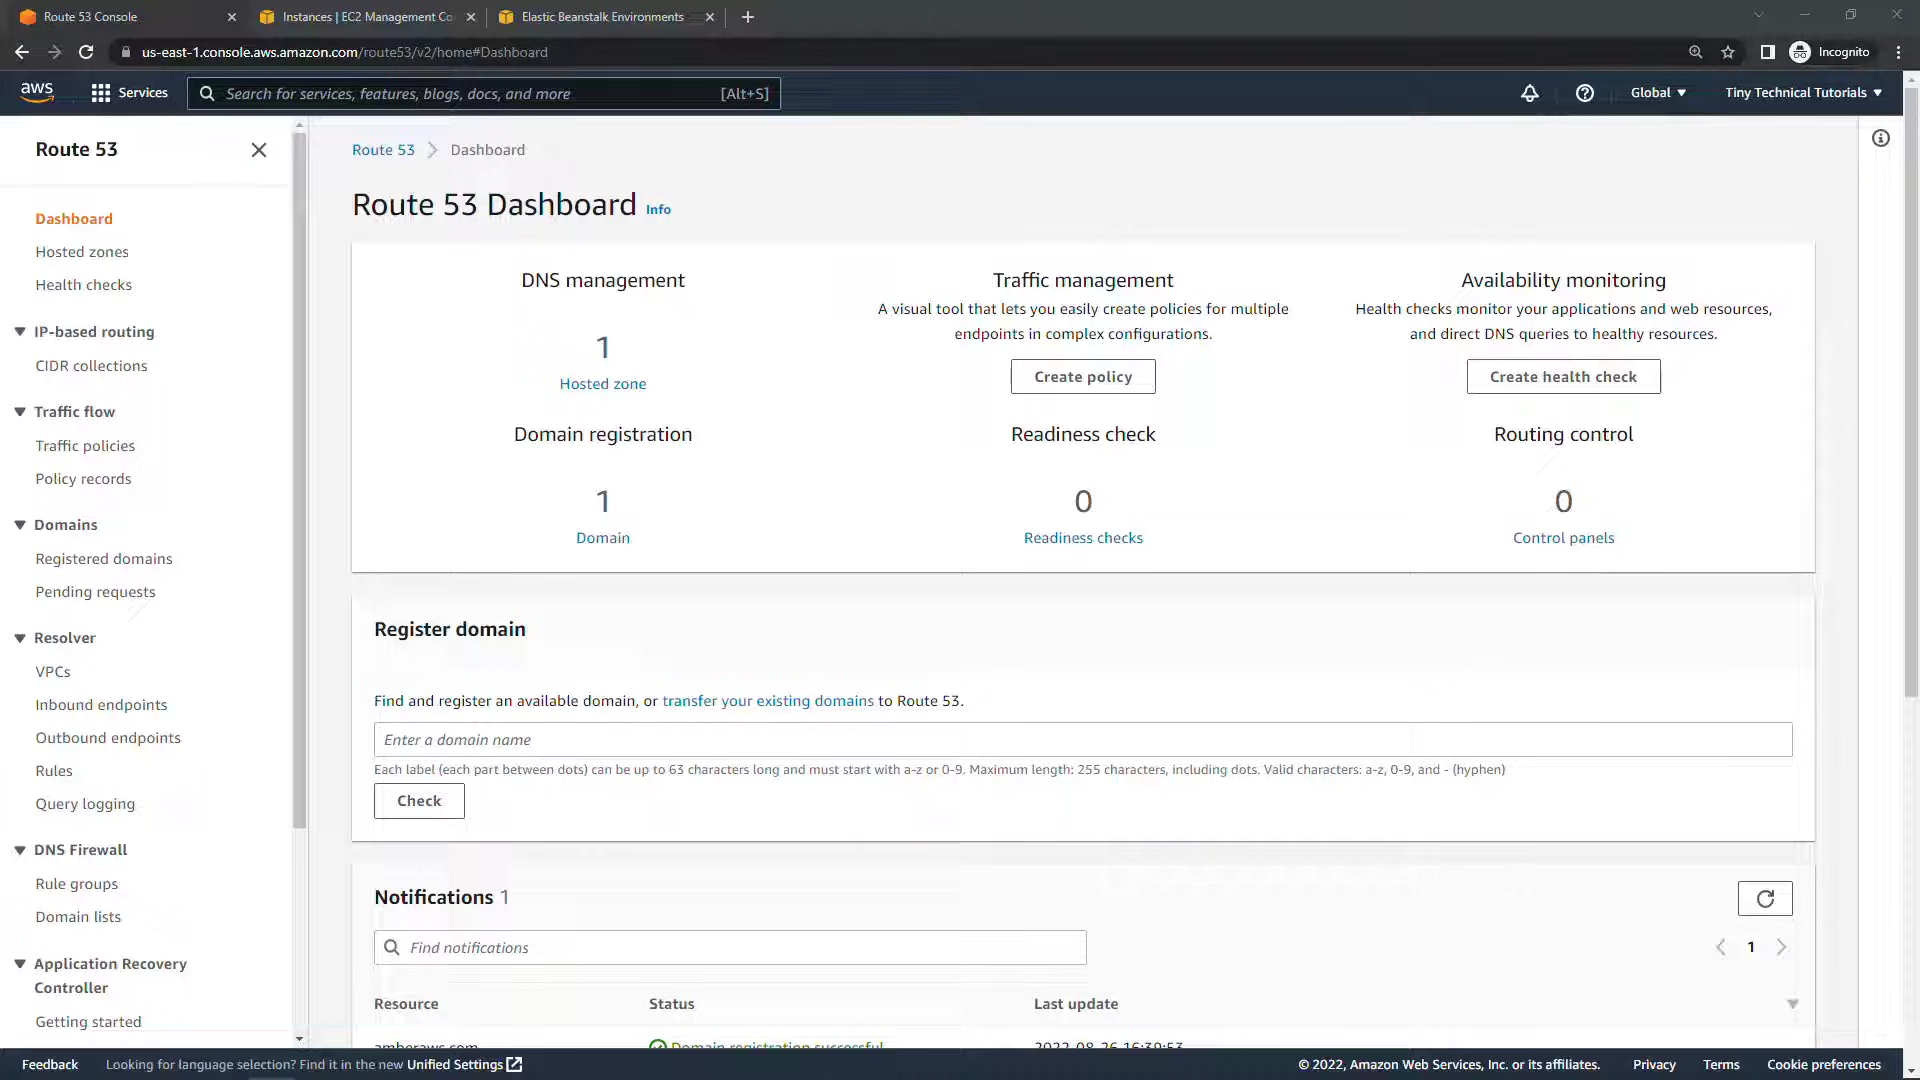 Route 53 Console
Instances | EC2 Management Co
Elastic Beanstalk Environments
us-east-1.console.aws.amazon.com/route53/v2/home#Dashboard
Incognito
aws
Services
Search for services, features, blogs, docs, and more
[Alt+S]
Global
Tiny Technical Tutorials
Route 53
Dashboard
Hosted zones
Health checks
IP-based routing
CIDR collections
Traffic flow
Traffic policies
Policy records
Domains
Registered domains
Pending requests
Resolver
VPCs
Inbound endpoints
Outbound endpoints
Rules
Query logging
DNS Firewall
Rule groups
Domain lists
Application Recovery
Controller
Getting started
Route 53
Dashboard
Route 53 Dashboard Info
DNS management
1
Hosted zone
Traffic management
A visual tool that lets you easily create policies for multiple
endpoints in complex configurations.
Create policy
Availability monitoring
Health checks monitor your applications and web resources,
and direct DNS queries to healthy resources.
Create health check
Domain registration
1
Domain
Readiness check
0
Readiness checks
Routing control
0
Control panels
Register domain
Find and register an available domain, or transfer your existing domains to Route 53.
Enter a domain name
Each label (each part between dots) can be up to 63 characters long and must start with a-z or 0-9. Maximum length: 255 characters, including dots. Valid characters: a-z, 0-9, and - (hyphen)
Check
Notifications 1
Find notifications
1
Resource
Status
Last update
amberaws.com
Domain registration successful
2022-08-26 16:39:53
Feedback
Looking for language selection? Find it in the new Unified Settings
© 2022, Amazon Web Services, Inc. or its affiliates.
Privacy
Terms
Cookie preferences